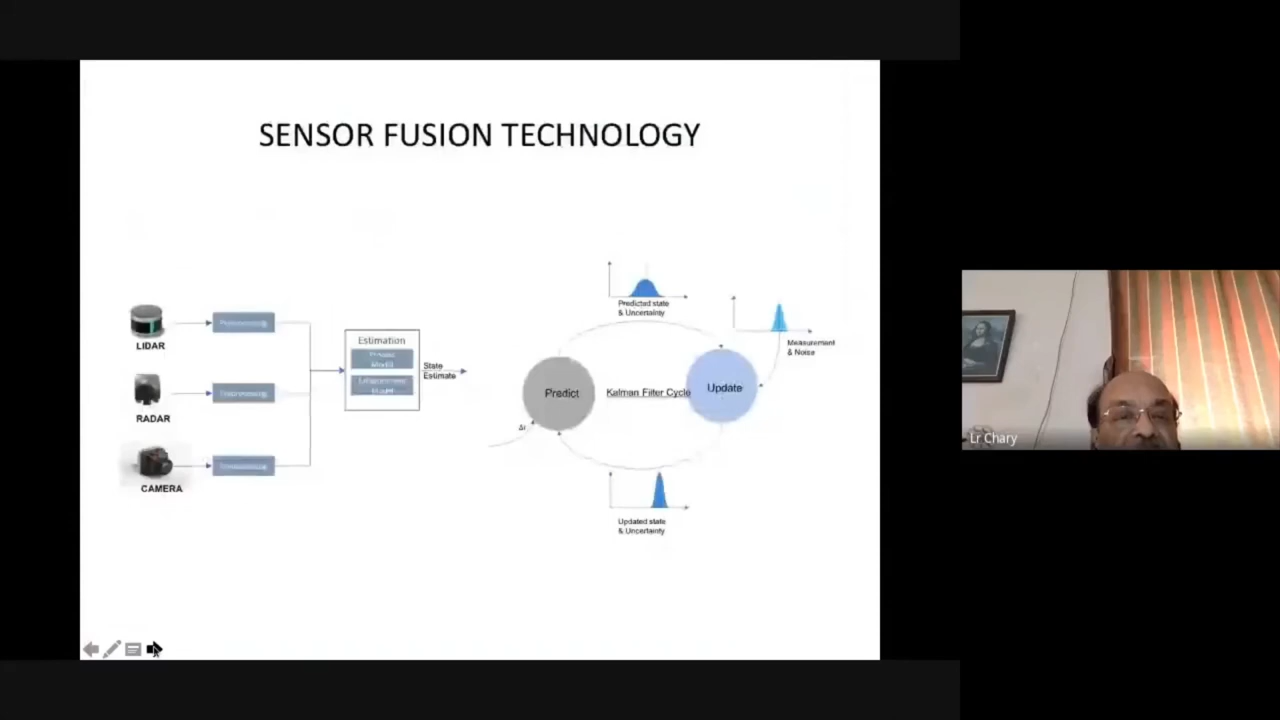 SENSOR FUSION TECHNOLOGY
LIDAR
RADAR
CAMERA
Estimation
State
Estimate
Predicted state
& Uncertainty
Measurement
& Noise
Predict
Kalman Filter Cycle
Update
Δt
Updated state
& Uncertainty
Lr Chary